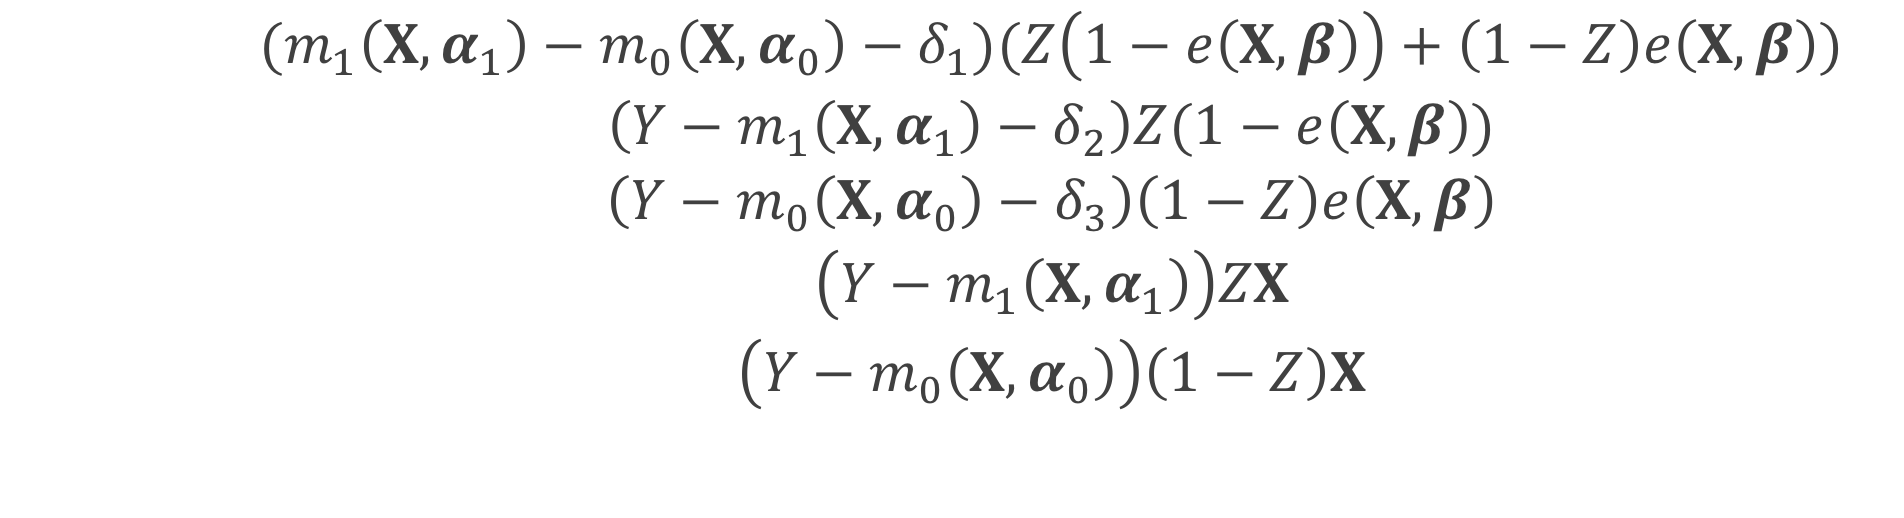 (m₁(𝐗, 𝜶₁) − m₀(𝐗, 𝜶₀) − δ₁)(Z(1 − e(𝐗, 𝜷)) + (1 − Z)e(𝐗, 𝜷))
(Y − m₁(𝐗, 𝜶₁) − δ₂)Z(1 − e(𝐗, 𝜷))
(Y − m₀(𝐗, 𝜶₀) − δ₃)(1 − Z)e(𝐗, 𝜷)
(Y − m₁(𝐗, 𝜶₁))Z𝐗
(Y − m₀(𝐗, 𝜶₀))(1 − Z)𝐗